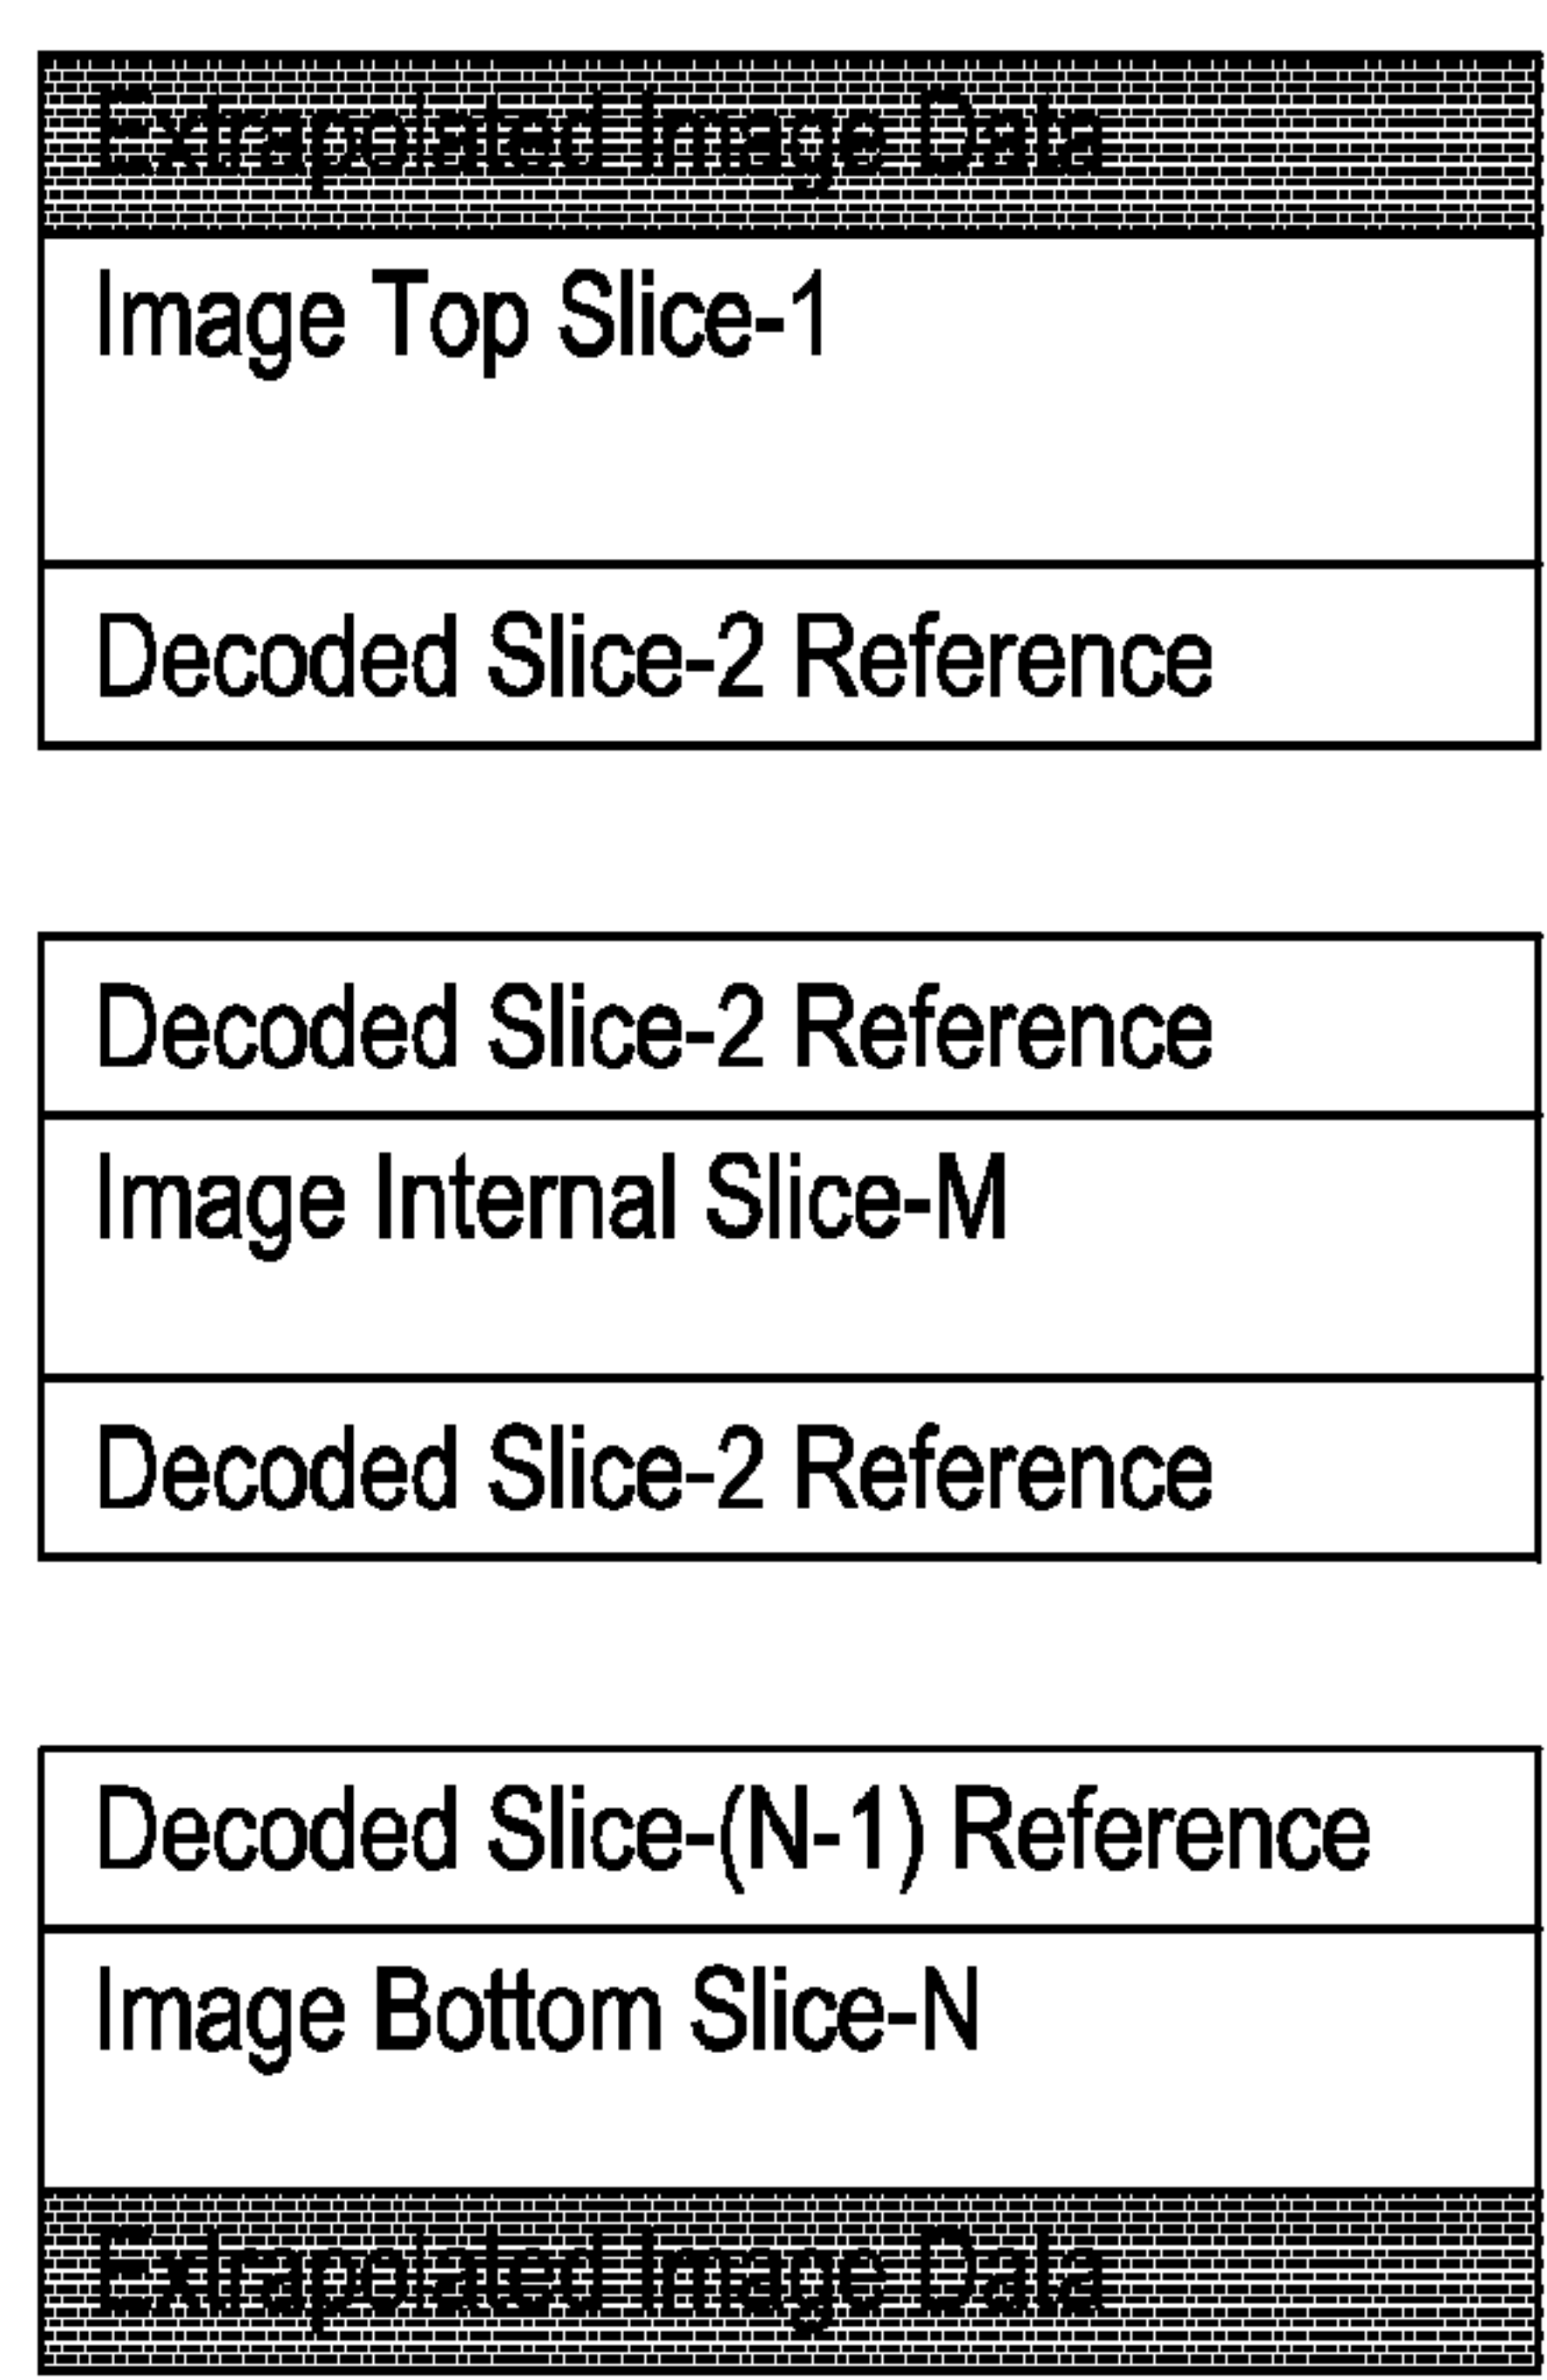 Extrapolated Image Data
Image Top Slice-1
Decoded Slice-2 Reference
Decoded Slice-2 Reference
Image Internal Slice-M
Decoded Slice-2 Reference
Decoded Slice-(N-1) Reference
Image Bottom Slice-N
Extrapolated Image Data